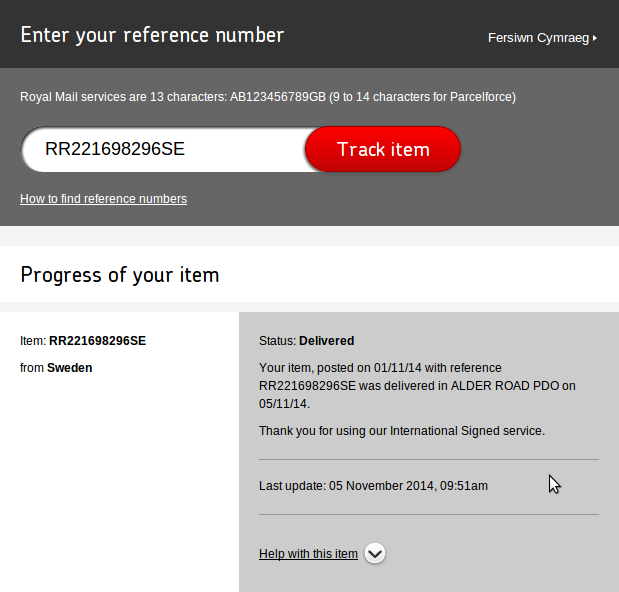 Enter your reference number
Fersiwn Cymraeg
Royal Mail services are 13 characters: AB123456789GB (9 to 14 characters for Parcelforce)
RR221698296SE
Track item
How to find reference numbers
Progress of your item
Item: RR221698296SE
from Sweden
Status: Delivered
Your item, posted on 01/11/14 with reference
RR221698296SE was delivered in ALDER ROAD PDO on
05/11/14.
Thank you for using our International Signed service.
Last update: 05 November 2014, 09:51am
Help with this item